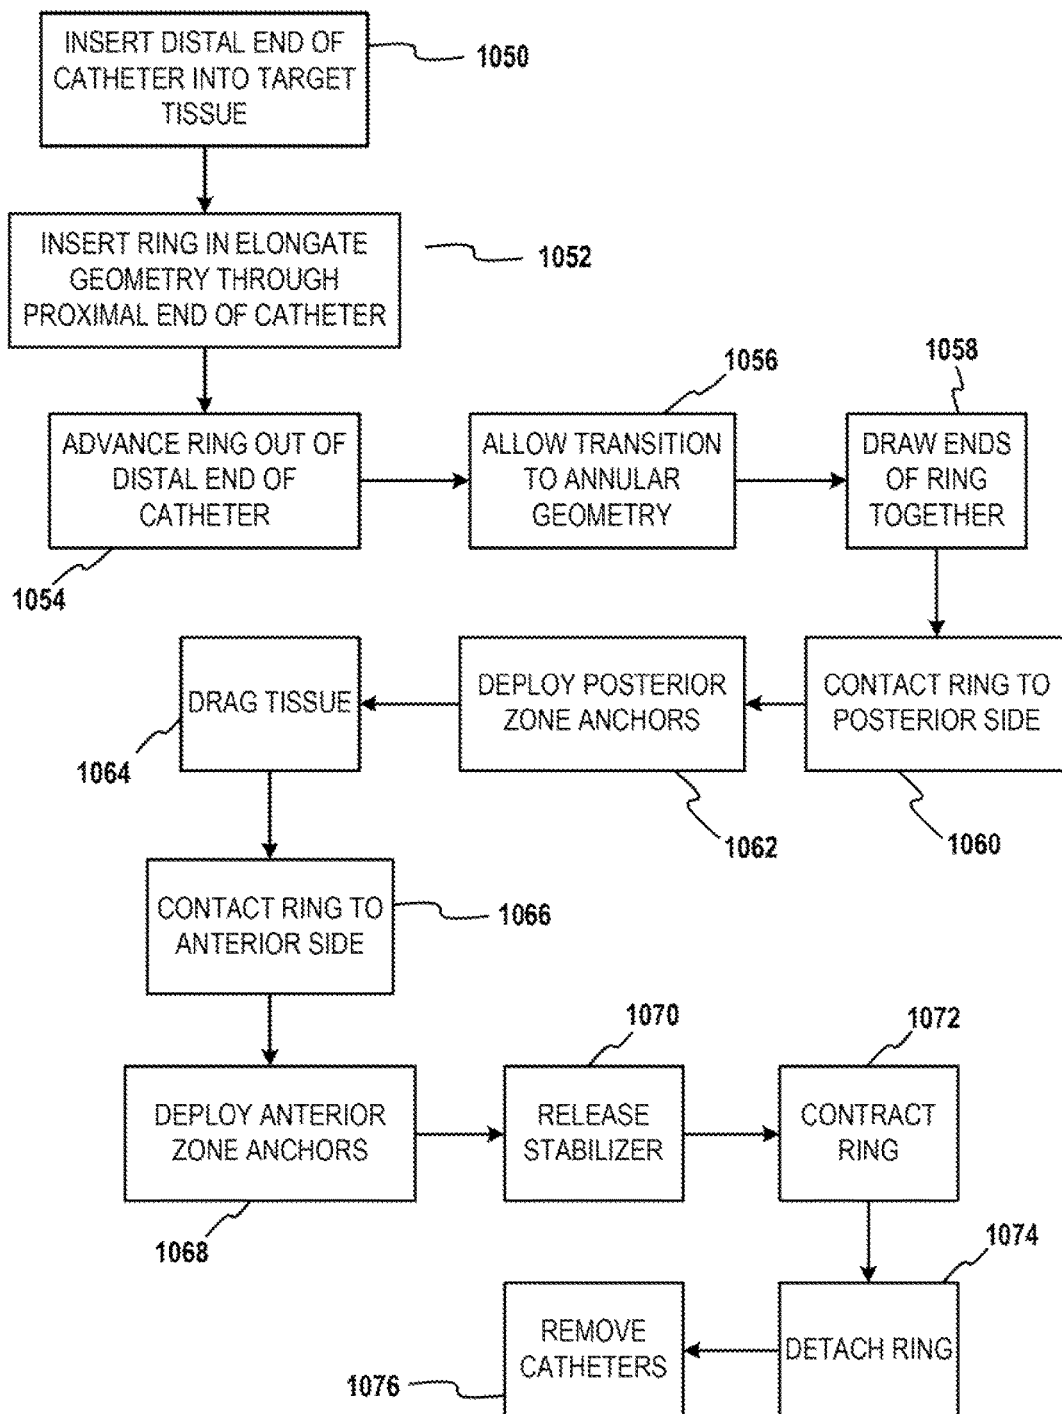 INSERT DISTAL END OF
CATHETER INTO TARGET
TISSUE
1050
INSERT RING IN ELONGATE
GEOMETRY THROUGH
PROXIMAL END OF CATHETER
1052
ADVANCE RING OUT OF
DISTAL END OF
CATHETER
1054
1056
ALLOW TRANSITION
TO ANNULAR
GEOMETRY
1058
DRAW ENDS
OF RING
TOGETHER
CONTACT RING TO
POSTERIOR SIDE
1060
DEPLOY POSTERIOR
ZONE ANCHORS
1062
DRAG TISSUE
1064
CONTACT RING TO
ANTERIOR SIDE
1066
DEPLOY ANTERIOR
ZONE ANCHORS
1068
1070
RELEASE
STABILIZER
1072
CONTRACT
RING
1074
DETACH RING
REMOVE
CATHETERS
1076